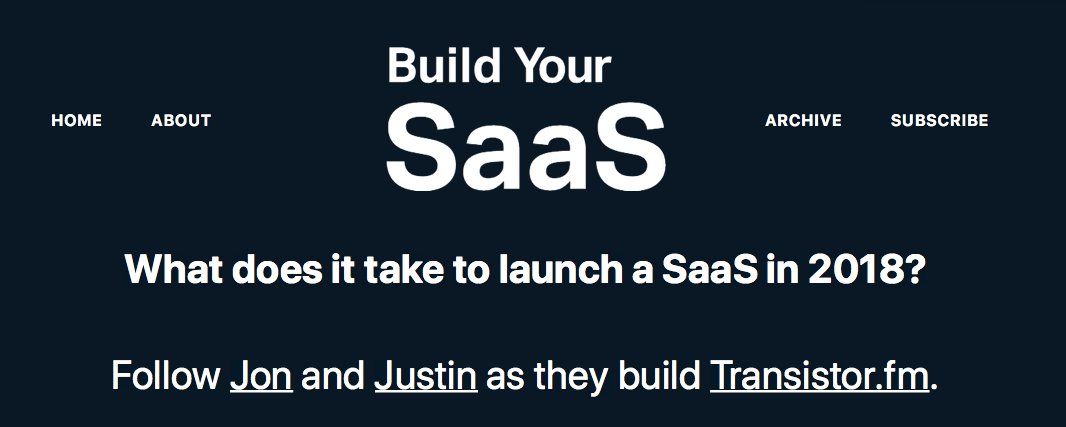 Build Your
SaaS
HOME
ABOUT
ARCHIVE
SUBSCRIBE
What does it take to launch a SaaS in 2018?
Follow Jon and Justin as they build Transistor.fm.